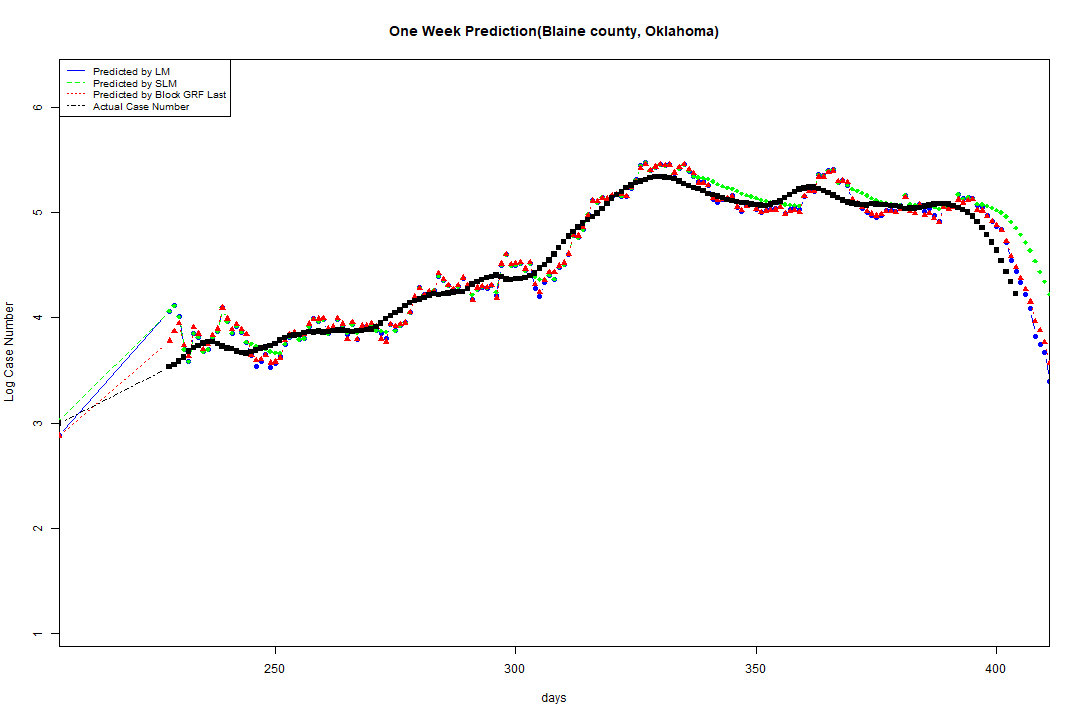 One Week Prediction(Blaine county, Oklahoma)
Predicted by LM
Predicted by SLM
Predicted by Block GRF Last
Actual Case Number
6
5
4
3
2
1
Log Case Number
250 300 350 400
days